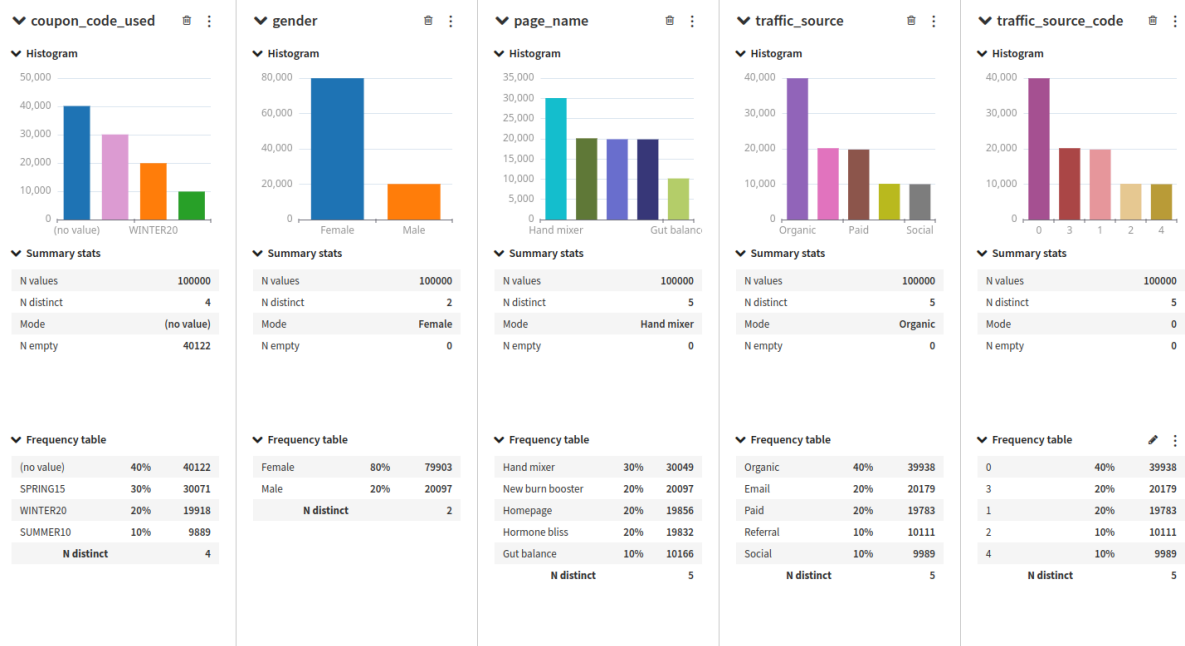 coupon_code_used
Histogram
50,000
40,000
30,000
20,000
10,000
0
(no value) WINTER20
Summary stats
N values 100000
N distinct 4
Mode (no value)
N empty 40122
Frequency table
(no value) 40% 40122
SPRING15 30% 30071
WINTER20 20% 19918
SUMMER10 10% 9889
N distinct 4
gender
Histogram
80,000
60,000
40,000
20,000
0
Female Male
Summary stats
N values 100000
N distinct 2
Mode Female
N empty 0
Frequency table
Female 80% 79903
Male 20% 20097
N distinct 2
page_name
Histogram
35,000
30,000
25,000
20,000
15,000
10,000
5,000
0
Hand mixer Gut balanc
Summary stats
N values 100000
N distinct 5
Mode Hand mixer
N empty 0
Frequency table
Hand mixer 30% 30049
New burn booster 20% 20097
Homepage 20% 19856
Hormone bliss 20% 19832
Gut balance 10% 10166
N distinct 5
traffic_source
Histogram
40,000
30,000
20,000
10,000
0
Organic Paid Social
Summary stats
N values 100000
N distinct 5
Mode Organic
N empty 0
Frequency table
Organic 40% 39938
Email 20% 20179
Paid 20% 19783
Referral 10% 10111
Social 10% 9989
N distinct 5
traffic_source_code
Histogram
40,000
30,000
20,000
10,000
0
0 3 1 2 4
Summary stats
N values 100000
N distinct 5
Mode 0
N empty 0
Frequency table
0 40% 39938
3 20% 20179
1 20% 19783
2 10% 10111
4 10% 9989
N distinct 5